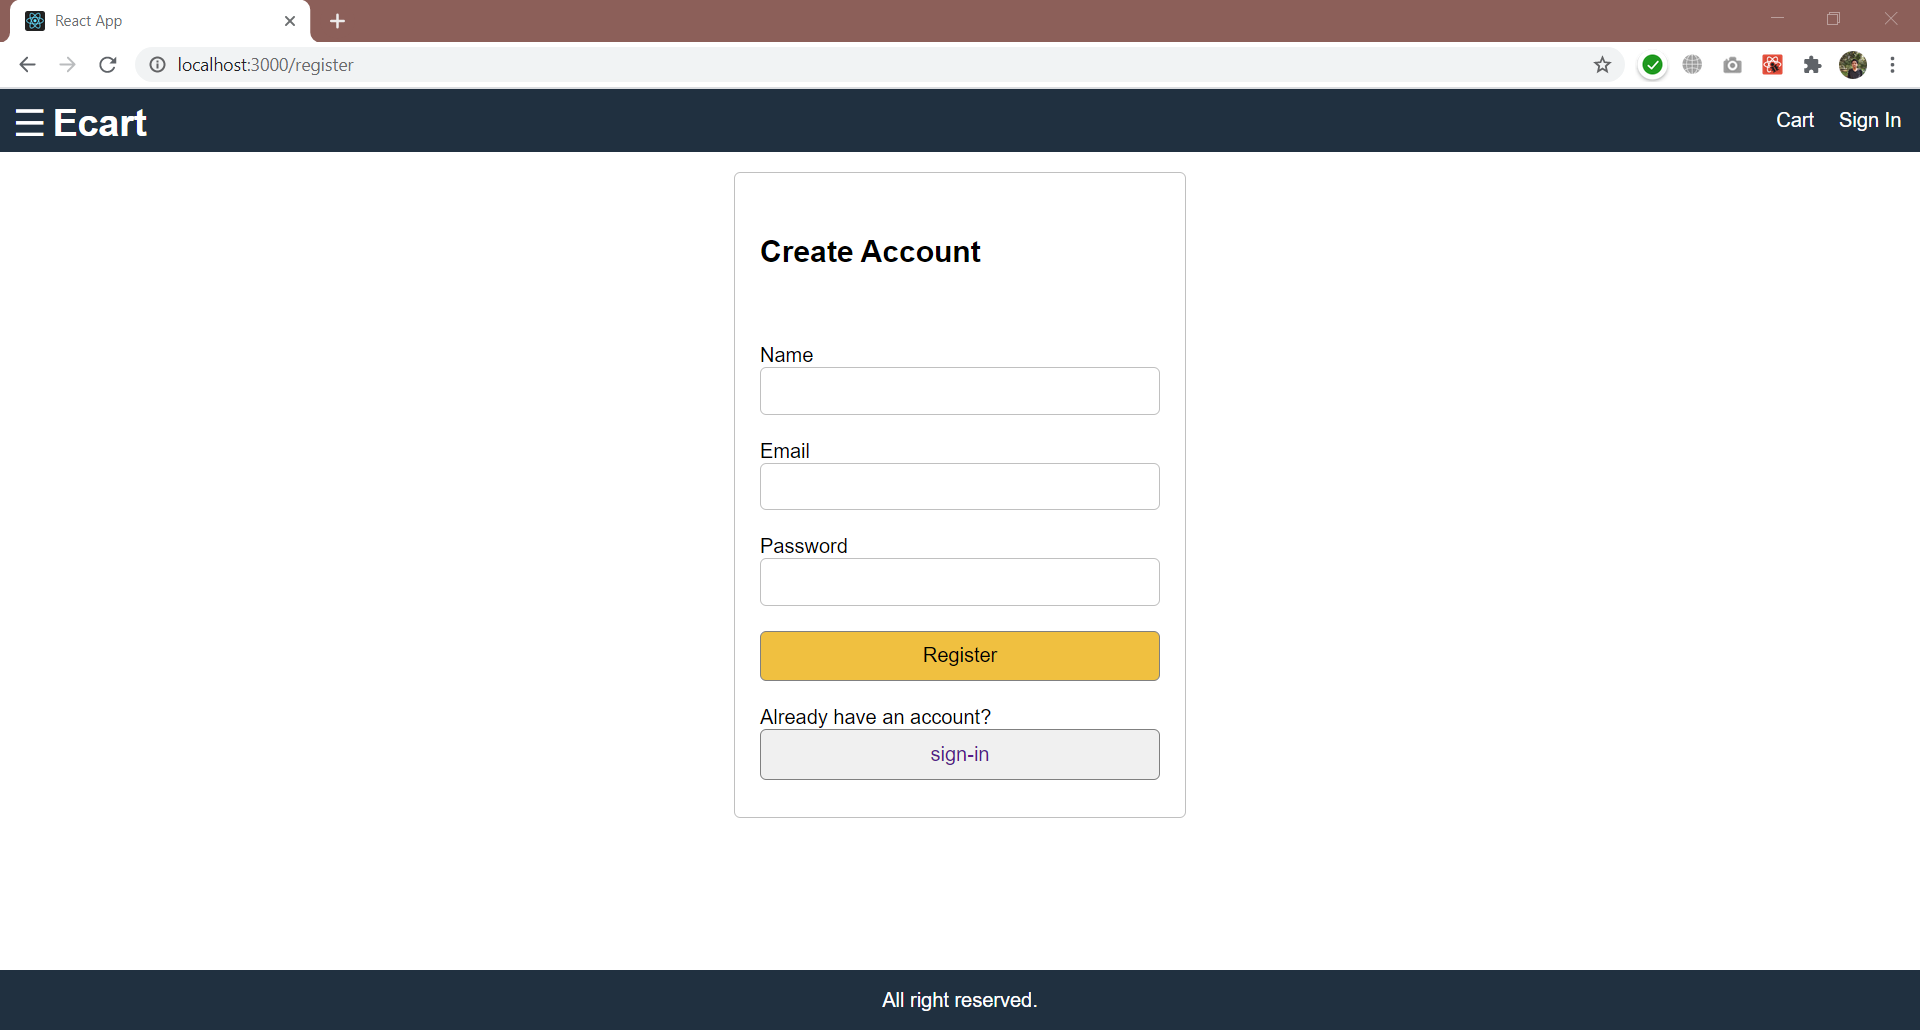 React App
localhost:3000/register
Ecart
Cart Sign In
Create Account
Name
Email
Password
Register
Already have an account?
sign-in
All right reserved.